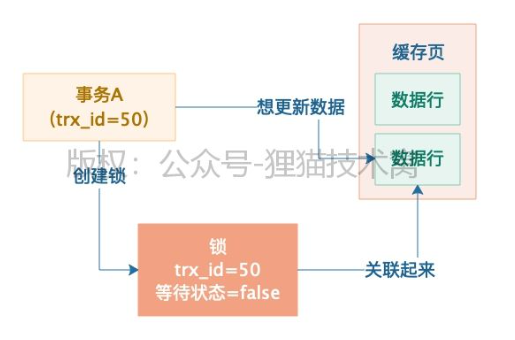 缓存页
数据行
事务A
(trx_id=50)
想更新数据
数据行
版权：公众号-狸猫技术窝
创建锁
锁
trx_id=50
等待状态=false
关联起来